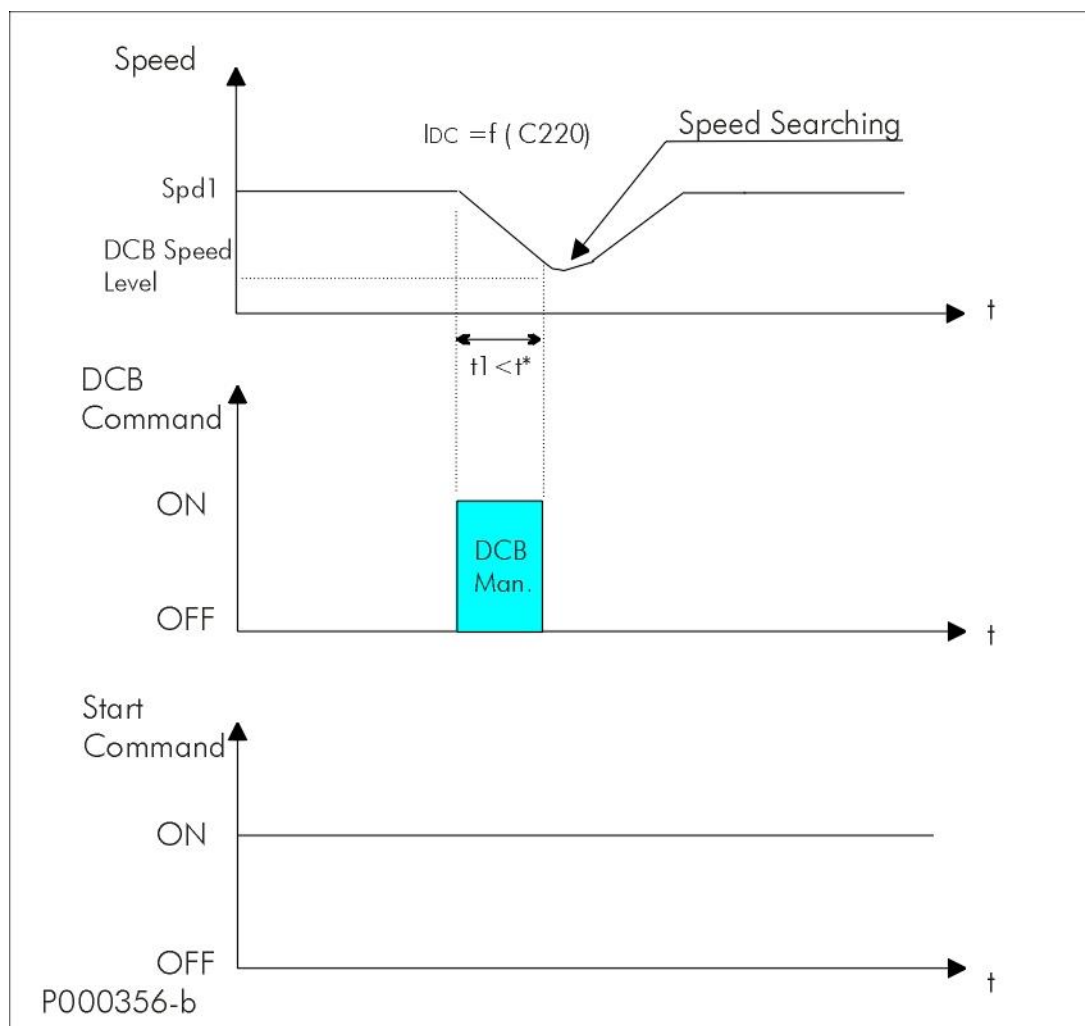 Speed
IDC =f ( C220)
Speed Searching
Spd1
DCB Speed
Level
t
t1 <t*
DCB
Command
ON
DCB
Man.
OFF
t
Start
Command
ON
OFF
t
P000356-b